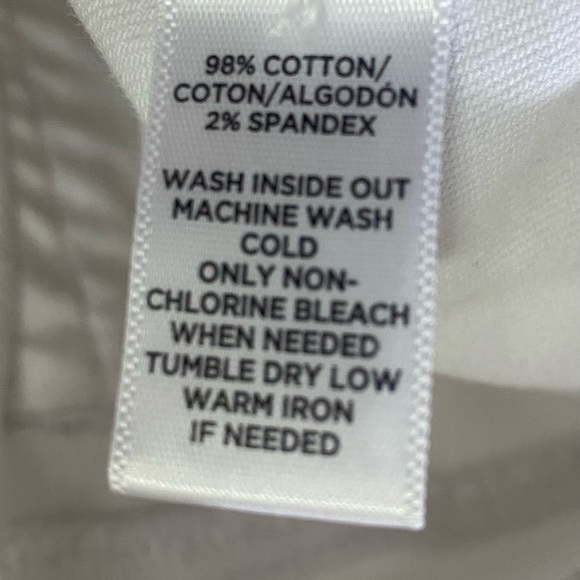 98% COTTON/
COTON/ALGODÓN
2% SPANDEX
WASH INSIDE OUT
MACHINE WASH
COLD
ONLY NON-
CHLORINE BLEACH
WHEN NEEDED
TUMBLE DRY LOW
WARM IRON
IF NEEDED